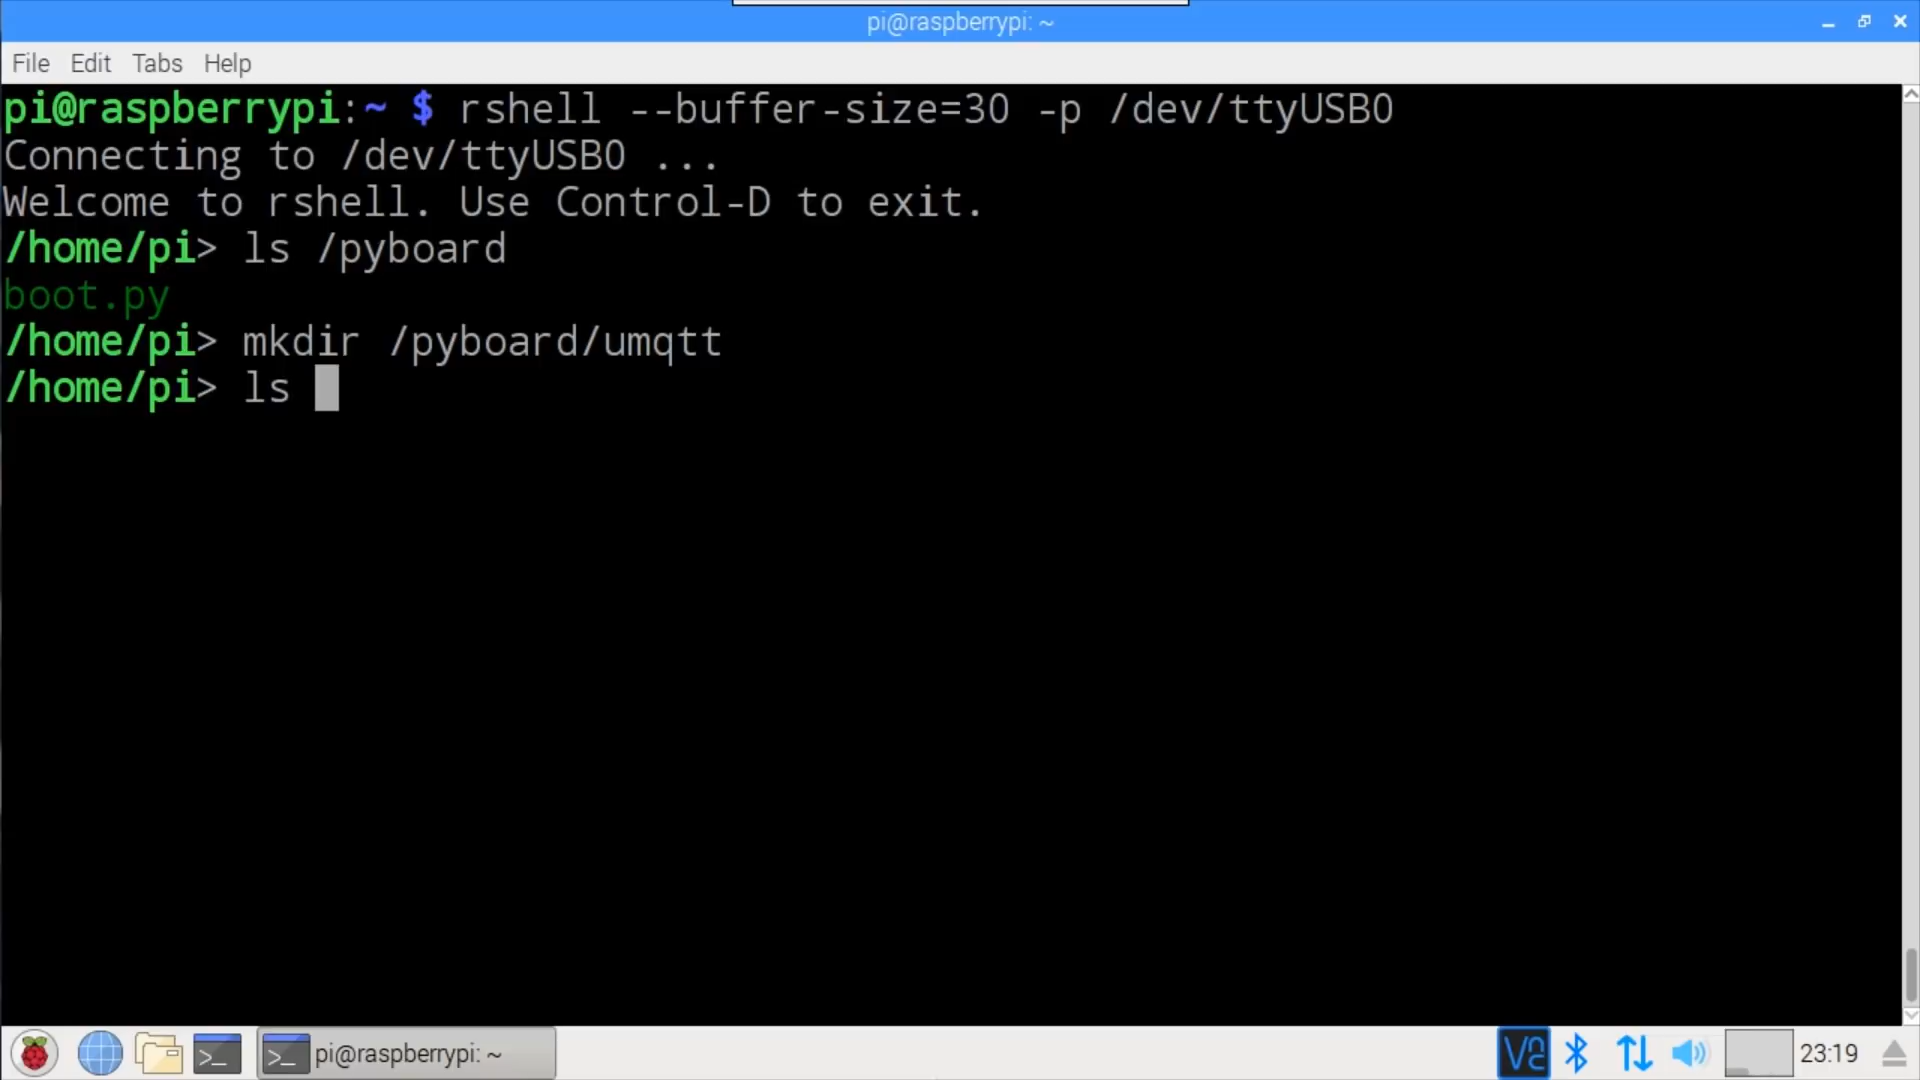 pi@raspberrypi: ~
File Edit Tabs Help
pi@raspberrypi:~ $ rshell --buffer-size=30 -p /dev/ttyUSB0
Connecting to /dev/ttyUSB0 ...
Welcome to rshell. Use Control-D to exit.
/home/pi> ls /pyboard
boot.py
/home/pi> mkdir /pyboard/umqtt
/home/pi> ls
pi@raspberrypi: ~
23:19